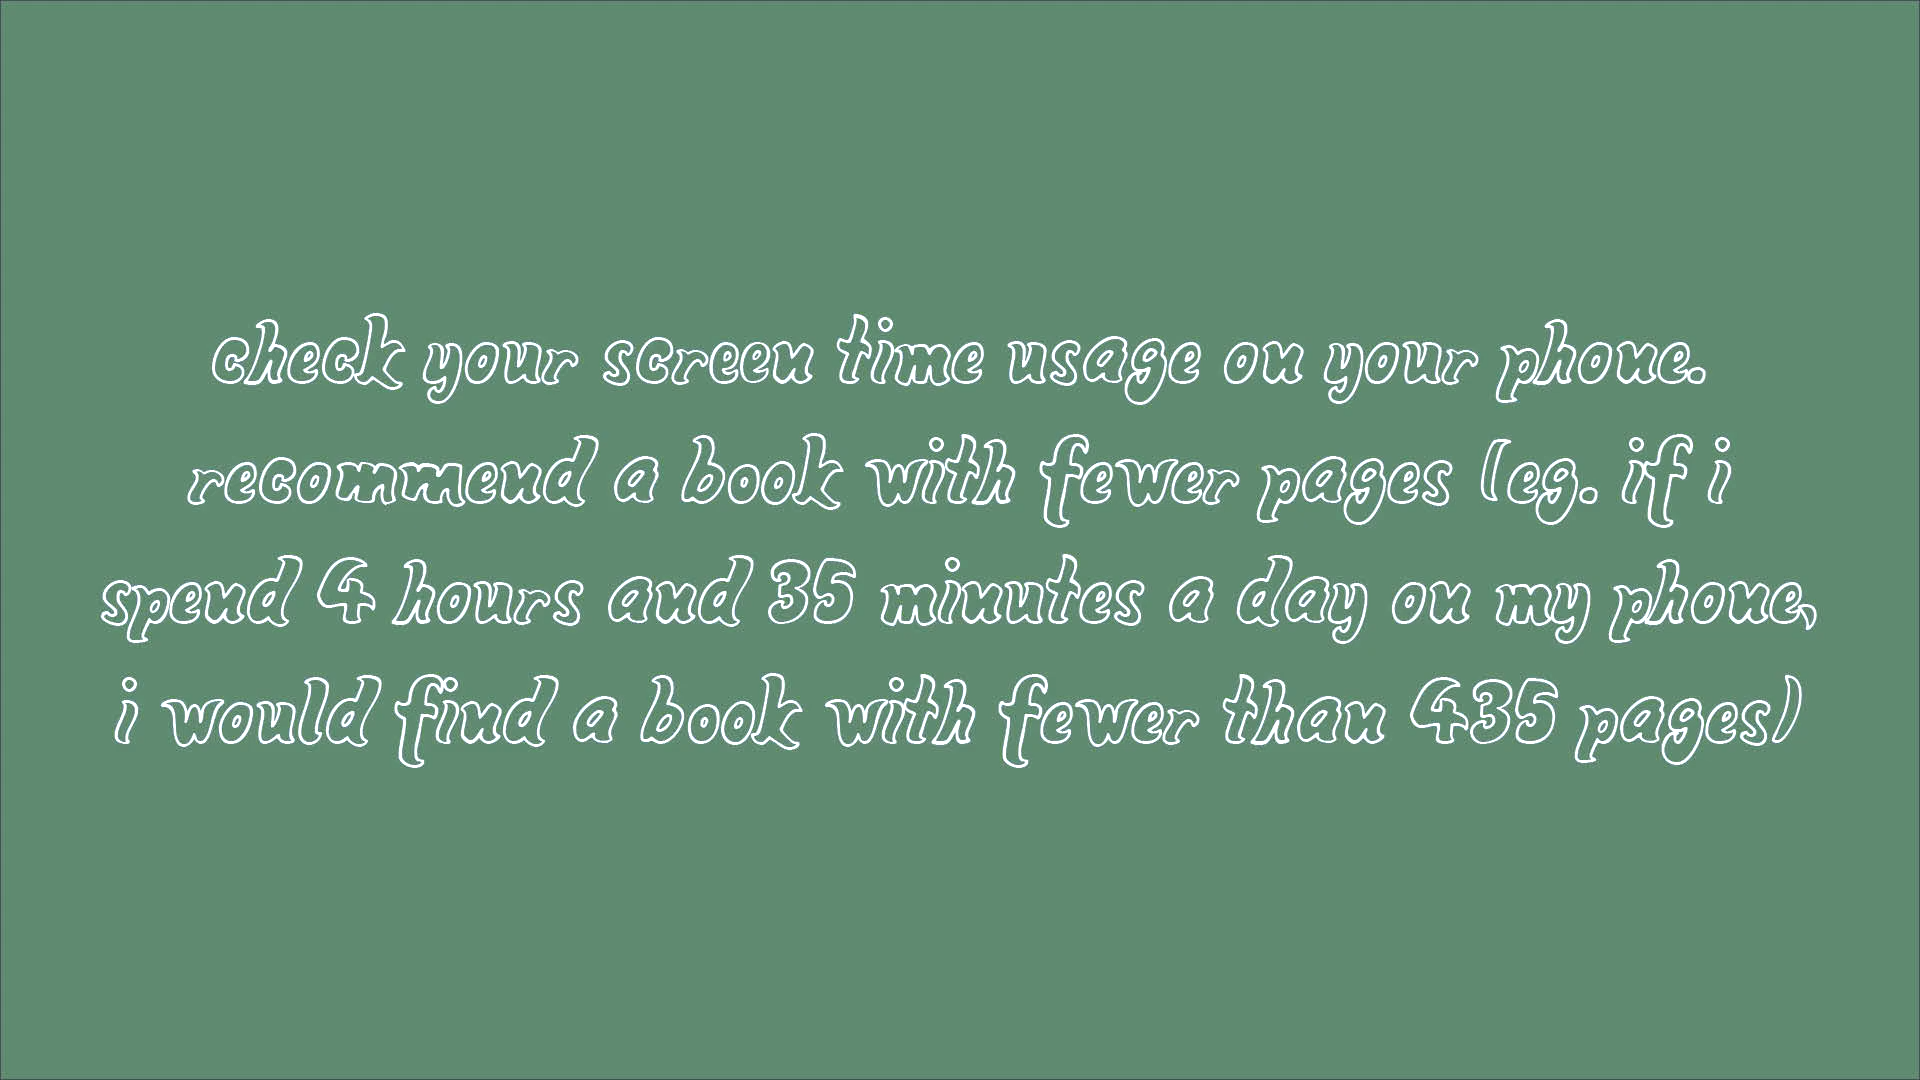 check your screen time usage on your phone.
recommend a book with fewer pages (eg. if i
spend 4 hours and 35 minutes a day on my phone,
i would find a book with fewer than 435 pages)